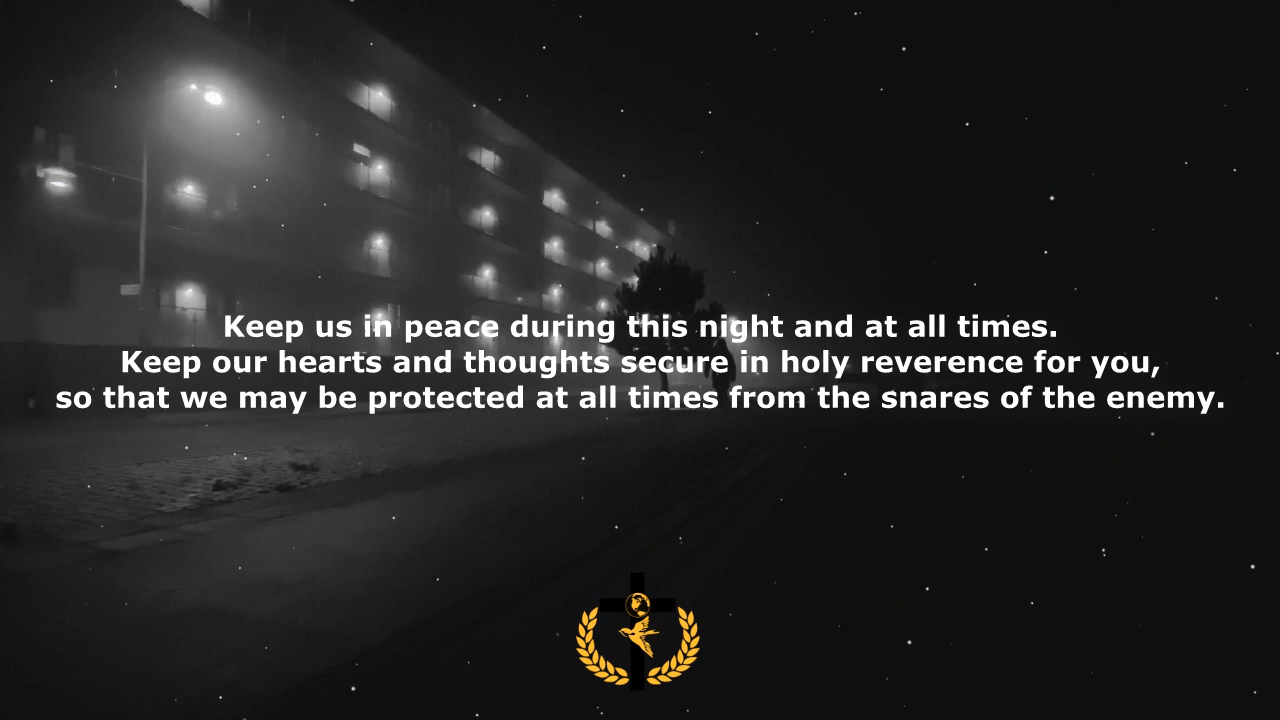 Keep us in peace during this night and at all times.
Keep our hearts and thoughts secure in holy reverence for you,
so that we may be protected at all times from the snares of the enemy.